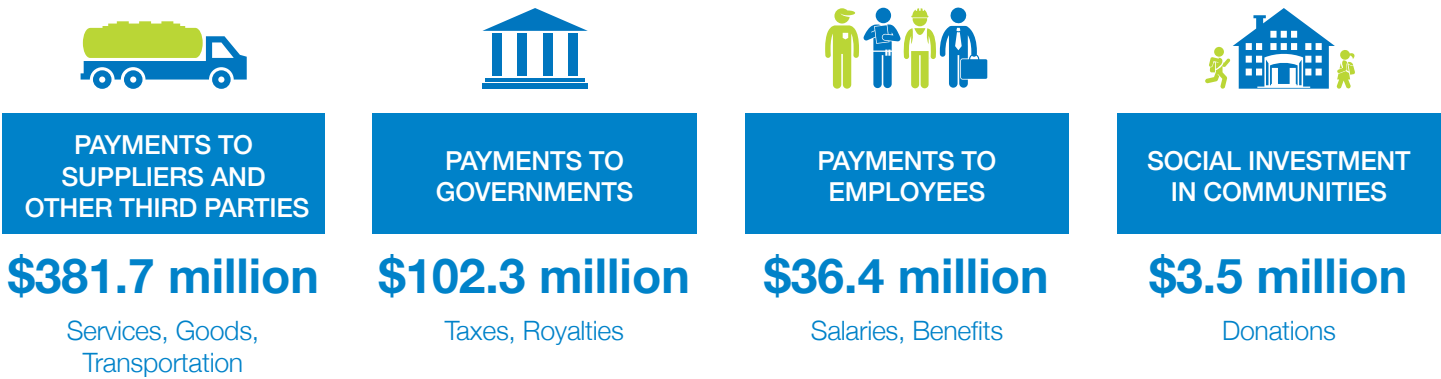 PAYMENTS TO
SUPPLIERS AND
OTHER THIRD PARTIES
$381.7 million
Services, Goods,
Transportation
PAYMENTS TO
GOVERNMENTS
$102.3 million
Taxes, Royalties
PAYMENTS TO
EMPLOYEES
$36.4 million
Salaries, Benefits
SOCIAL INVESTMENT
IN COMMUNITIES
$3.5 million
Donations